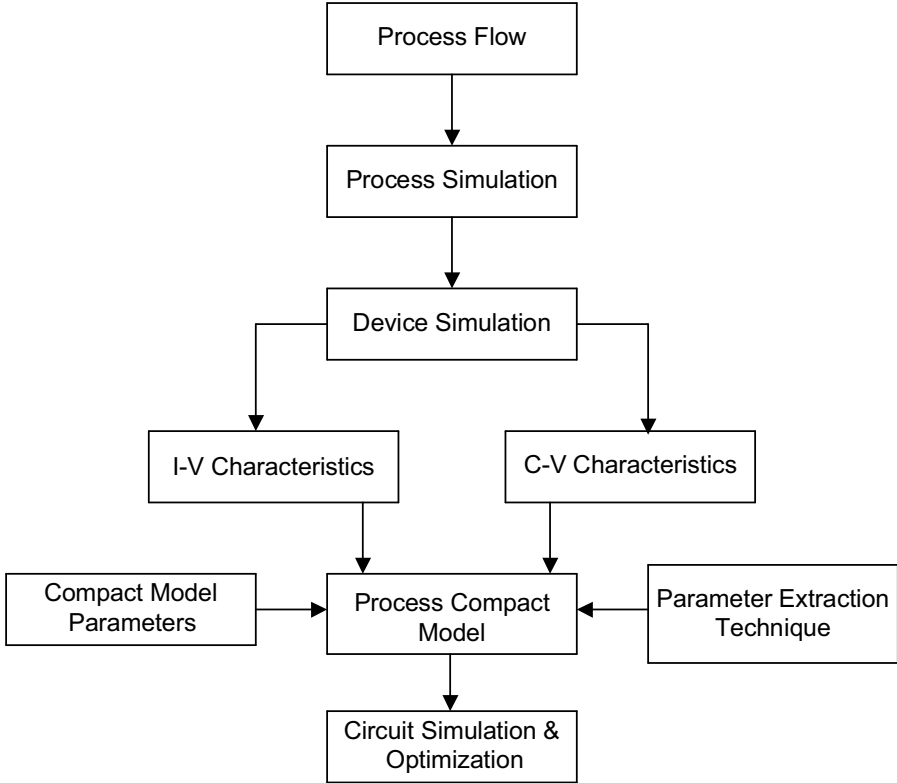 Process Flow
Process Simulation
Device Simulation
I-V Characteristics
C-V Characteristics
Compact Model
Parameters
Process Compact
Model
Parameter Extraction
Technique
Circuit Simulation &
Optimization